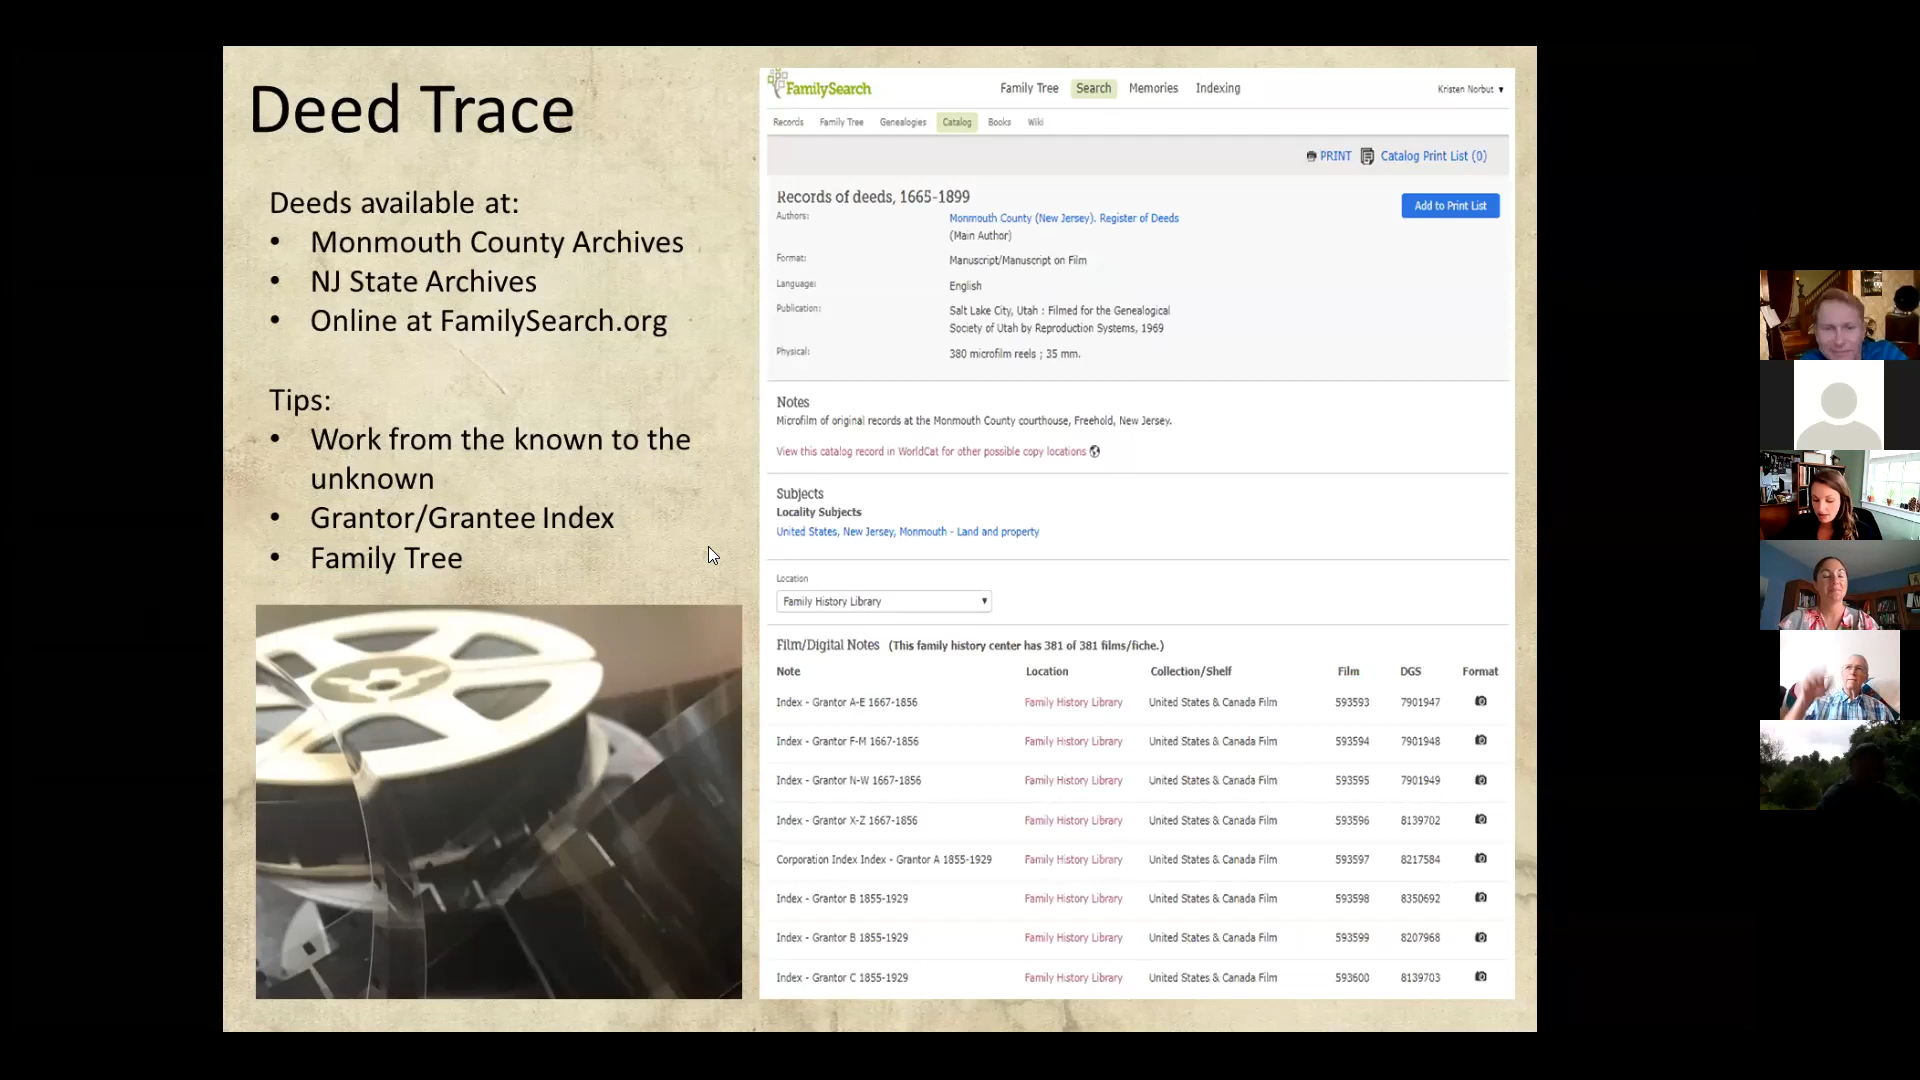 Deed Trace
Deeds available at:
• Monmouth County Archives
• NJ State Archives
• Online at FamilySearch.org
Tips:
• Work from the known to the
unknown
• Grantor/Grantee Index
• Family Tree
FamilySearch
Family Tree Search Memories Indexing
Kristen Norbut ▼
Records Family Tree Genealogies Catalog Books Wiki
PRINT Catalog Print List (0)
Records of deeds, 1665-1899
Add to Print List
Authors: Monmouth County (New Jersey). Register of Deeds
(Main Author)
Format: Manuscript/Manuscript on Film
Language: English
Publication: Salt Lake City, Utah : Filmed for the Genealogical
Society of Utah by Reproduction Systems, 1969
Physical: 380 microfilm reels ; 35 mm.
Notes
Microfilm of original records at the Monmouth County courthouse, Freehold, New Jersey.
View this catalog record in WorldCat for other possible copy locations
Subjects
Locality Subjects
United States, New Jersey, Monmouth - Land and property
Location
Family History Library ▼
Film/Digital Notes (This family history center has 381 of 381 films/fiche.)
Note Location Collection/Shelf Film DGS Format
Index - Grantor A-E 1667-1856 Family History Library United States & Canada Film 593593 7901947
Index - Grantor F-M 1667-1856 Family History Library United States & Canada Film 593594 7901948
Index - Grantor N-W 1667-1856 Family History Library United States & Canada Film 593595 7901949
Index - Grantor X-Z 1667-1856 Family History Library United States & Canada Film 593596 8139702
Corporation Index Index - Grantor A 1855-1929 Family History Library United States & Canada Film 593597 8217584
Index - Grantor B 1855-1929 Family History Library United States & Canada Film 593598 8350692
Index - Grantor B 1855-1929 Family History Library United States & Canada Film 593599 8207968
Index - Grantor C 1855-1929 Family History Library United States & Canada Film 593600 8139703